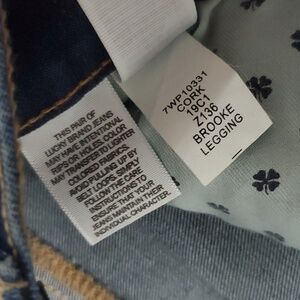 THIS PAIR OF
LUCKY BRAND JEANS
MAY HAVE INTENTIONAL
RIPS OR HOLES. COLOR
MAY TRANSFER TO LIGHTER
COLORED FABRICS.
AVOID PULLING UP BY
BELT LOOPS. SIMPLY
FOLLOW THE CARE
INSTRUCTIONS TO
ENSURE THAT YOUR
JEANS MAINTAIN THEIR
INDIVIDUAL CHARACTER.
7WP10331
CORK
19C1
Z136
BROOKE
LEGGING